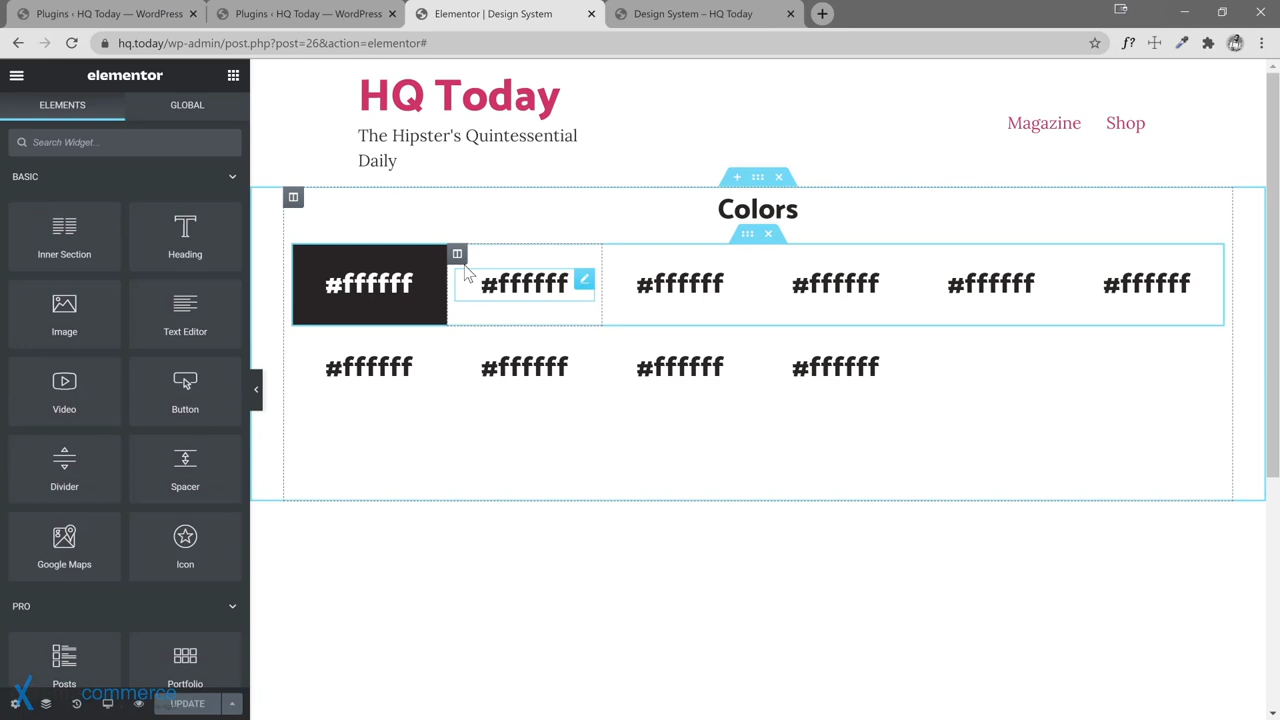 Plugins ‹ HQ Today — WordPress
Plugins ‹ HQ Today — WordPress
Elementor | Design System
Design System – HQ Today
hq.today/wp-admin/post.php?post=26&action=elementor#
elementor
ELEMENTS
GLOBAL
Search Widget...
BASIC
Inner Section
Heading
Image
Text Editor
Video
Button
Divider
Spacer
Google Maps
Icon
PRO
Posts
Portfolio
commerce
UPDATE
HQ Today
The Hipster's Quintessential
Daily
Magazine
Shop
Colors
#ffffff
#ffffff
#ffffff
#ffffff
#ffffff
#ffffff
#ffffff
#ffffff
#ffffff
#ffffff